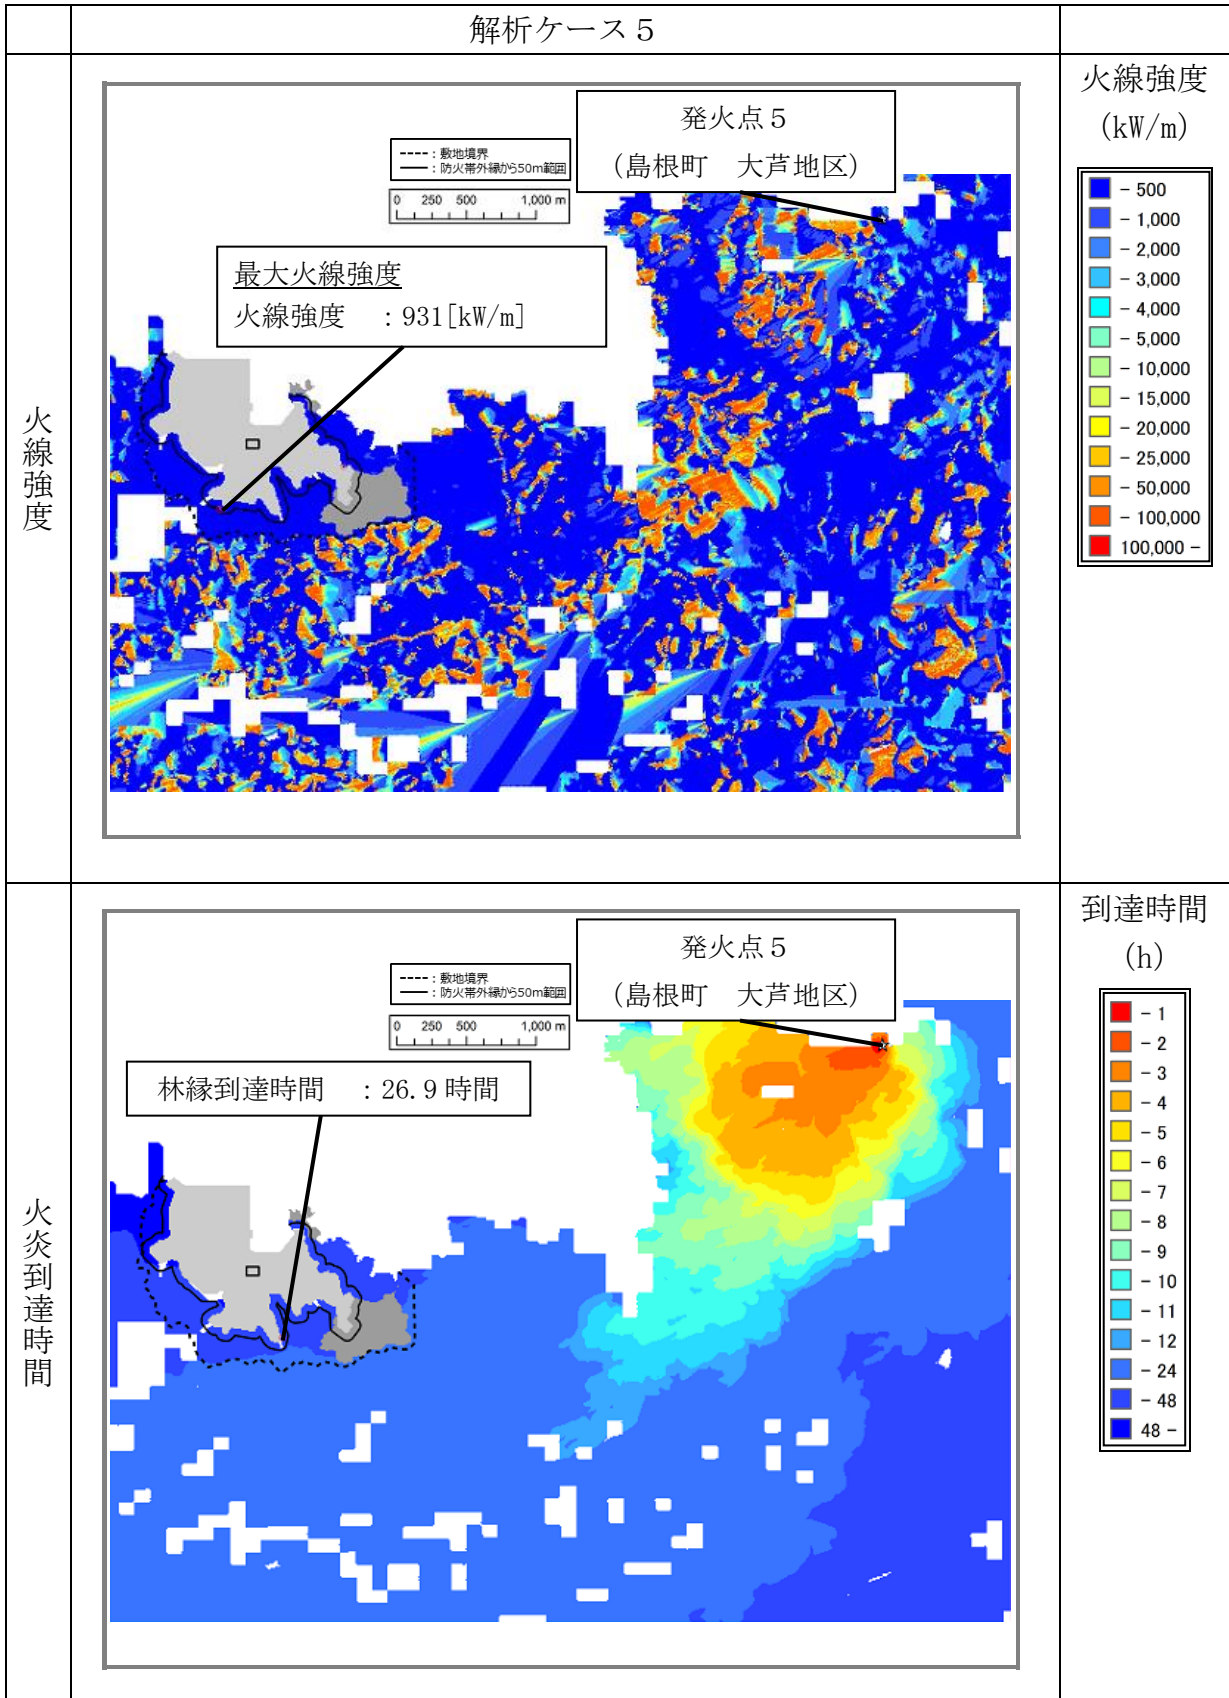 解析ケース５
火線強度
火線強度
(kW/m)
発火点５
(島根町　大芦地区)
----：敷地境界
──：防火帯外縁から50m範囲
0 250 500 1,000 m
最大火線強度
火線強度　：931[kW/m]
- 500
- 1,000
- 2,000
- 3,000
- 4,000
- 5,000
- 10,000
- 15,000
- 20,000
- 25,000
- 50,000
- 100,000
100,000 -
火炎到達時間
到達時間
(h)
発火点５
(島根町　大芦地区)
----：敷地境界
──：防火帯外縁から50m範囲
0 250 500 1,000 m
林縁到達時間　：26.9時間
- 1
- 2
- 3
- 4
- 5
- 6
- 7
- 8
- 9
- 10
- 11
- 12
- 24
- 48
48 -